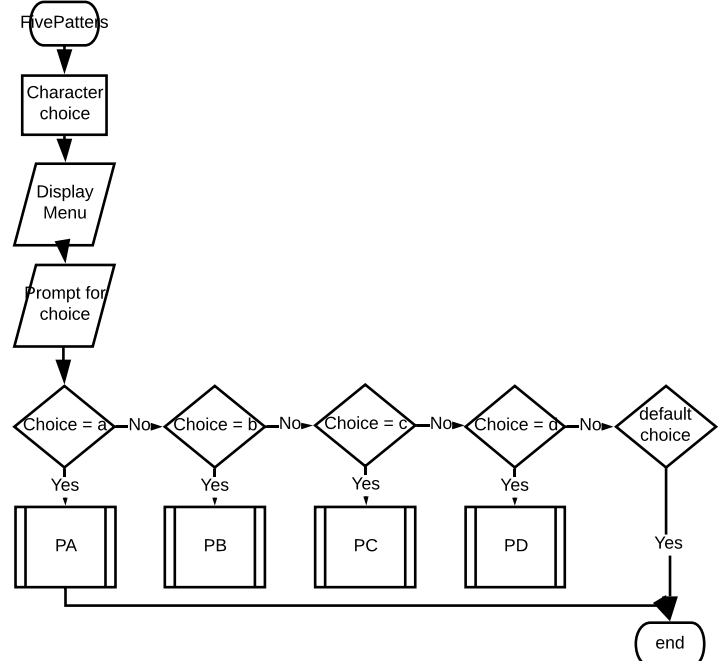 FivePatters
Character
choice
Display
Menu
Prompt for
choice
Choice = a
No
Choice = b
No
Choice = c
No
Choice = d
No
default
choice
Yes
Yes
Yes
Yes
PA
PB
PC
PD
Yes
end